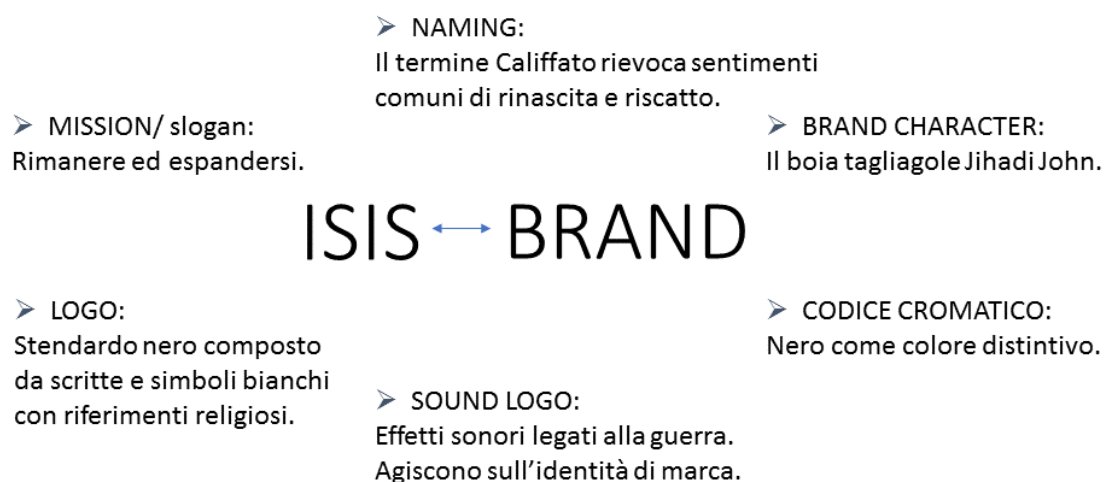 ➢ NAMING:
Il termine Califfato rievoca sentimenti
comuni di rinascita e riscatto.
➢ MISSION/ slogan:
Rimanere ed espandersi.
➢ BRAND CHARACTER:
Il boia tagliagole Jihadi John.
ISIS ↔ BRAND
➢ LOGO:
Stendardo nero composto
da scritte e simboli bianchi
con riferimenti religiosi.
➢ CODICE CROMATICO:
Nero come colore distintivo.
➢ SOUND LOGO:
Effetti sonori legati alla guerra.
Agiscono sull’identità di marca.